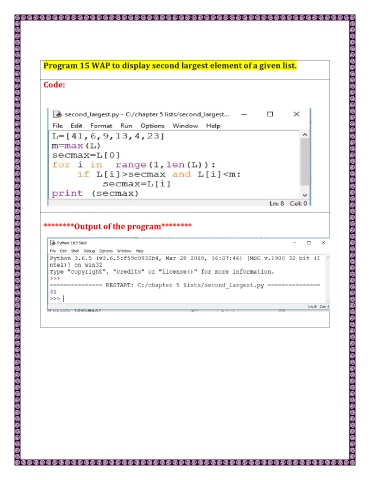 Program 15 WAP to display second largest element of a given list.
Code:
second_largest.py - C:/chapter 5 lists/second_largest...
File Edit Format Run Options Window Help
L=[41,6,9,13,4,23]
m=max(L)
secmax=L[0]
for i in range(1,len(L)):
if L[i]>secmax and L[i]<m:
secmax=L[i]
print (secmax)
Ln: 8 Col: 0
********Output of the program********
Python 3.6.5 Shell
File Edit Shell Debug Options Window Help
Python 3.6.5 (v3.6.5:f59c0932b4, Mar 28 2018, 16:07:46) [MSC v.1900 32 bit (I
ntel)] on win32
Type "copyright", "credits" or "license()" for more information.
>>>
=============== RESTART: C:/chapter 5 lists/second_largest.py ===============
41
>>>